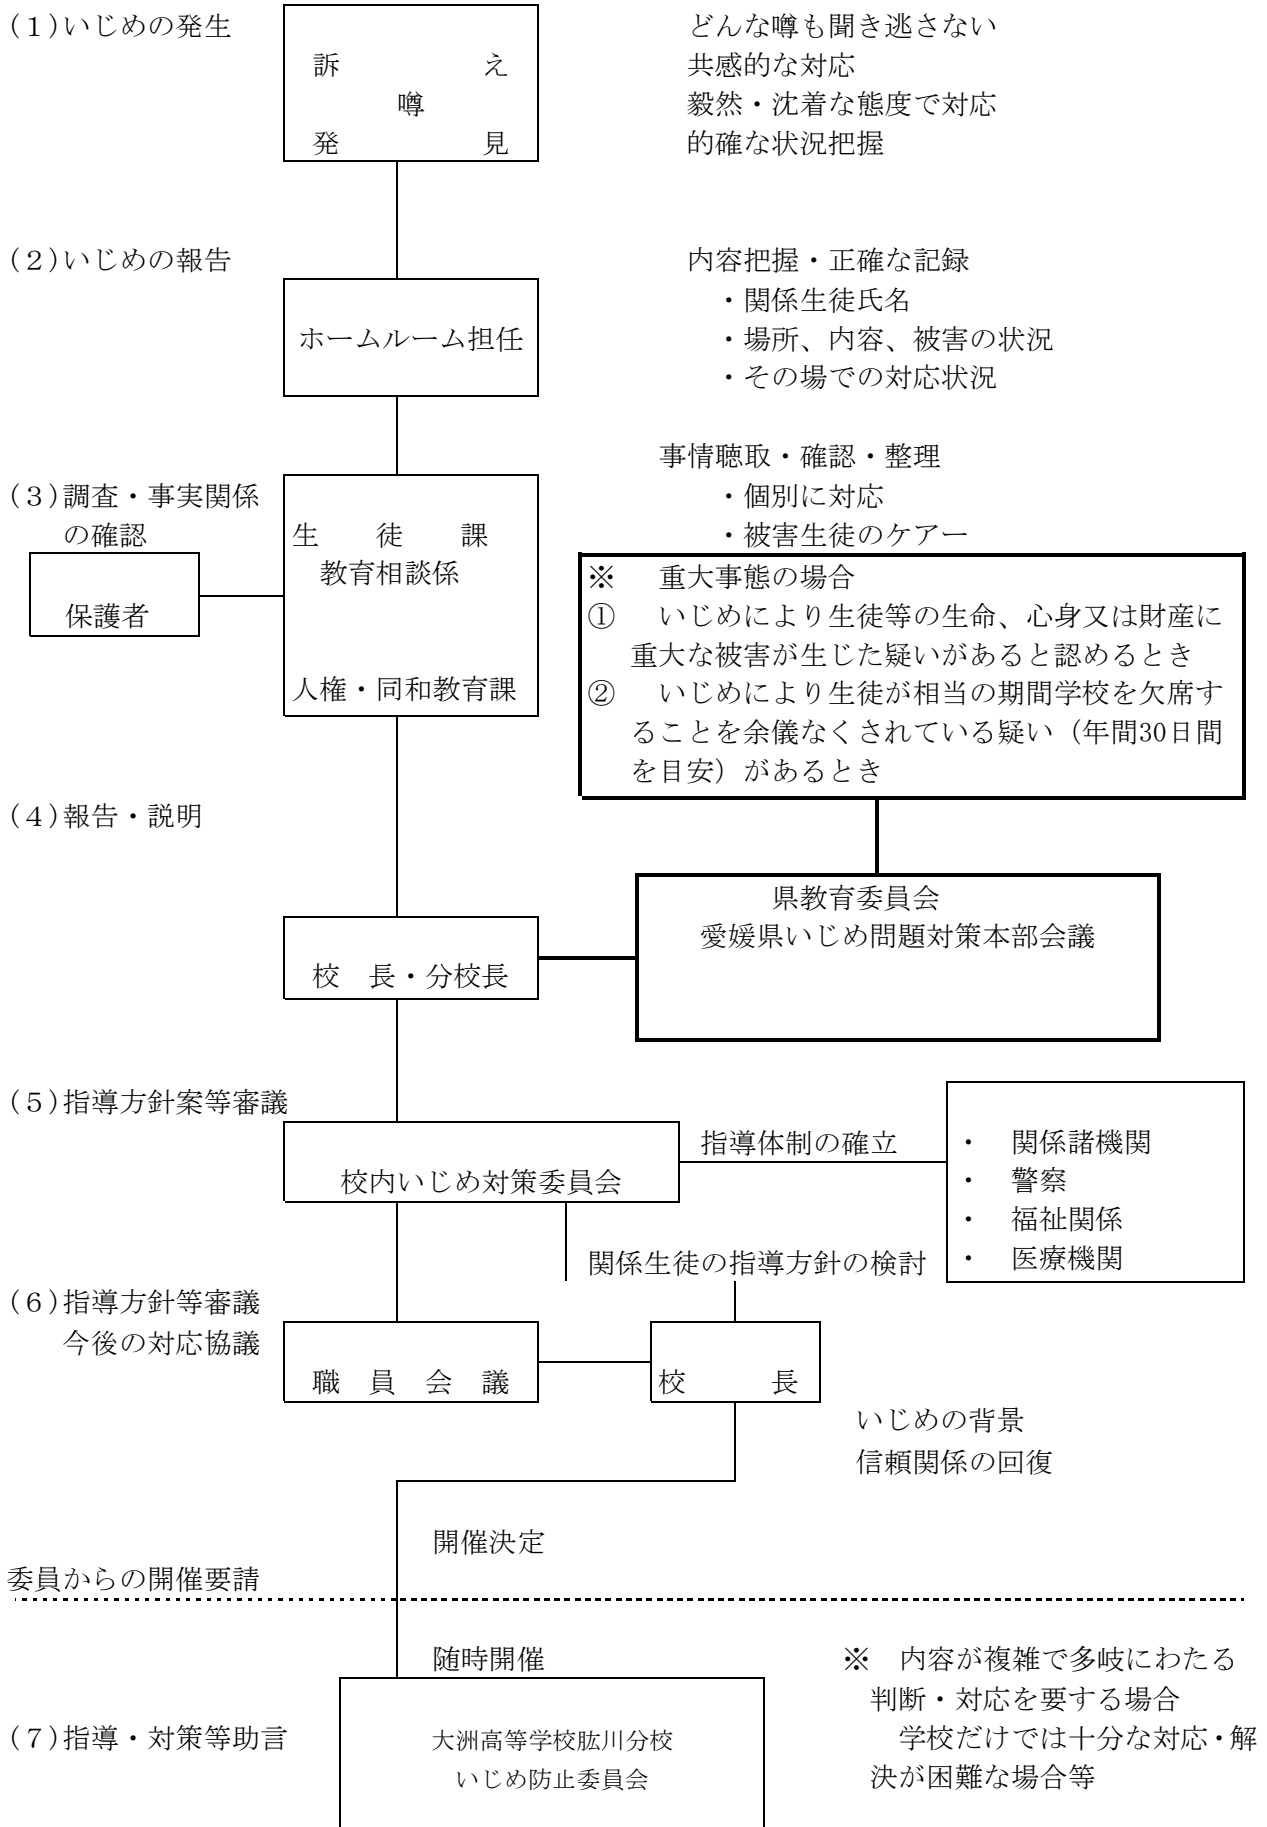 (１)いじめの発生
訴　　　　　え
噂
発　　　　　見
どんな噂も聞き逃さない
共感的な対応
毅然・沈着な態度で対応
的確な状況把握
(２)いじめの報告
ホームルーム担任
内容把握・正確な記録
・関係生徒氏名
・場所、内容、被害の状況
・その場での対応状況
(３)調査・事実関係
の確認
保護者
生　　徒　　課
教育相談係
人権・同和教育課
事情聴取・確認・整理
・個別に対応
・被害生徒のケアー
※　重大事態の場合
①　いじめにより生徒等の生命、心身又は財産に
重大な被害が生じた疑いがあると認めるとき
②　いじめにより生徒が相当の期間学校を欠席す
ることを余儀なくされている疑い（年間30日間
を目安）があるとき
(４)報告・説明
校　長・分校長
県教育委員会
愛媛県いじめ問題対策本部会議
(５)指導方針案等審議
校内いじめ対策委員会
指導体制の確立
・　関係諸機関
・　警察
・　福祉関係
・　医療機関
関係生徒の指導方針の検討
(６)指導方針等審議
今後の対応協議
職　員　会　議
校　　　長
いじめの背景
信頼関係の回復
開催決定
委員からの開催要請
随時開催
(７)指導・対策等助言
大洲高等学校肱川分校
いじめ防止委員会
※　内容が複雑で多岐にわたる
判断・対応を要する場合
学校だけでは十分な対応・解
決が困難な場合等